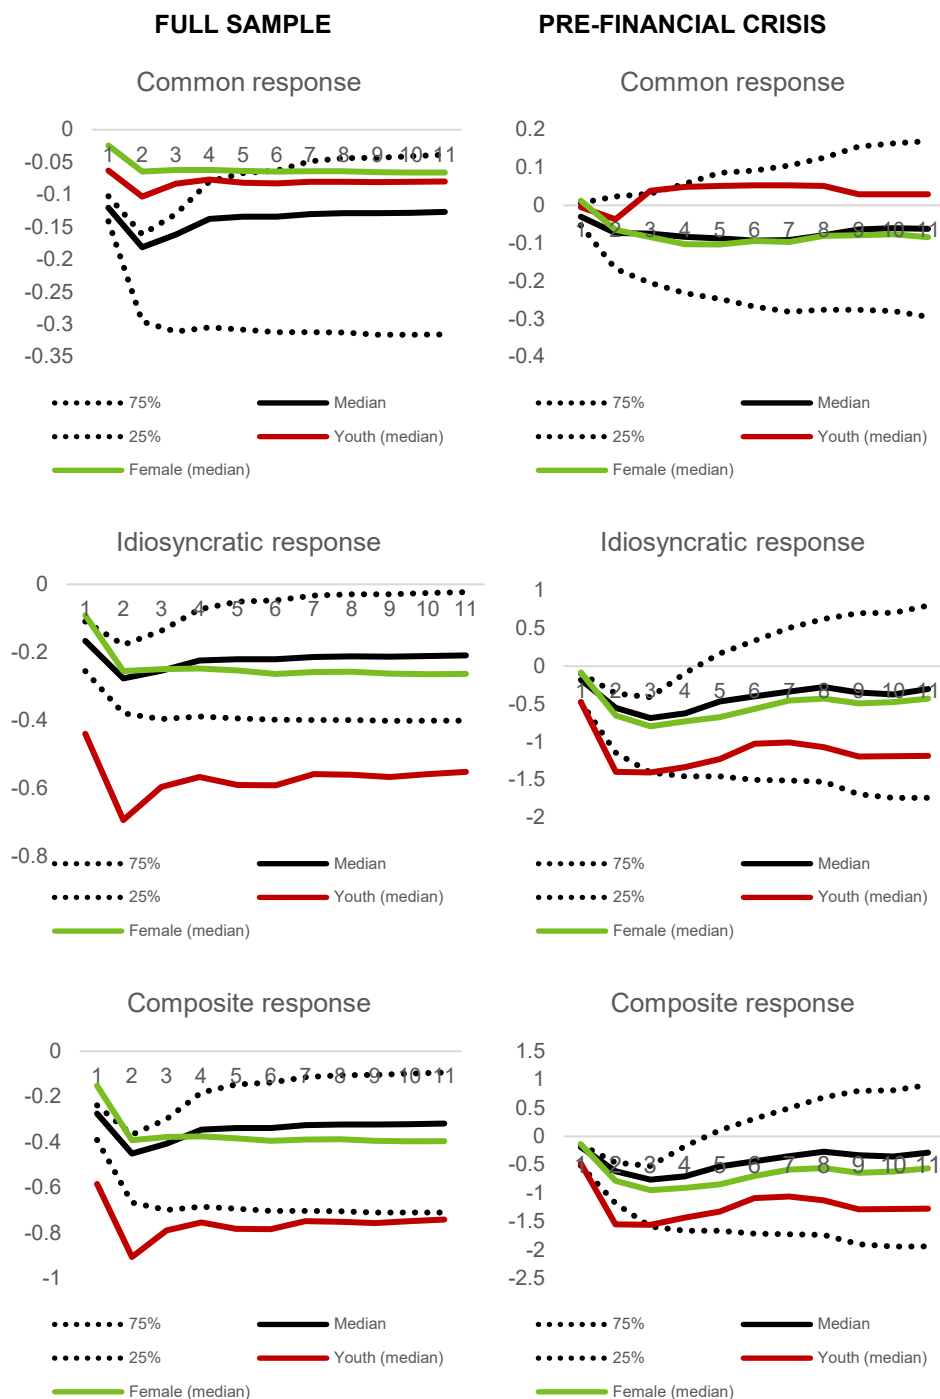 FULL SAMPLE
PRE-FINANCIAL CRISIS
Common response
0
-0.05
-0.1
-0.15
-0.2
-0.25
-0.3
-0.35
1 2 3 4 5 6 7 8 9 10 11
75% Median
25% Youth (median)
Female (median)
Common response
0.2
0.1
0
-0.1
-0.2
-0.3
-0.4
1 2 3 4 5 6 7 8 9 10 11
75% Median
25% Youth (median)
Female (median)
Idiosyncratic response
0
-0.2
-0.4
-0.6
-0.8
1 2 3 4 5 6 7 8 9 10 11
75% Median
25% Youth (median)
Female (median)
Idiosyncratic response
1
0.5
0
-0.5
-1
-1.5
-2
1 2 3 4 5 6 7 8 9 10 11
75% Median
25% Youth (median)
Female (median)
Composite response
0
-0.2
-0.4
-0.6
-0.8
-1
1 2 3 4 5 6 7 8 9 10 11
75% Median
25% Youth (median)
Female (median)
Composite response
1.5
1
0.5
0
-0.5
-1
-1.5
-2
-2.5
1 2 3 4 5 6 7 8 9 10 11
75% Median
25% Youth (median)
Female (median)